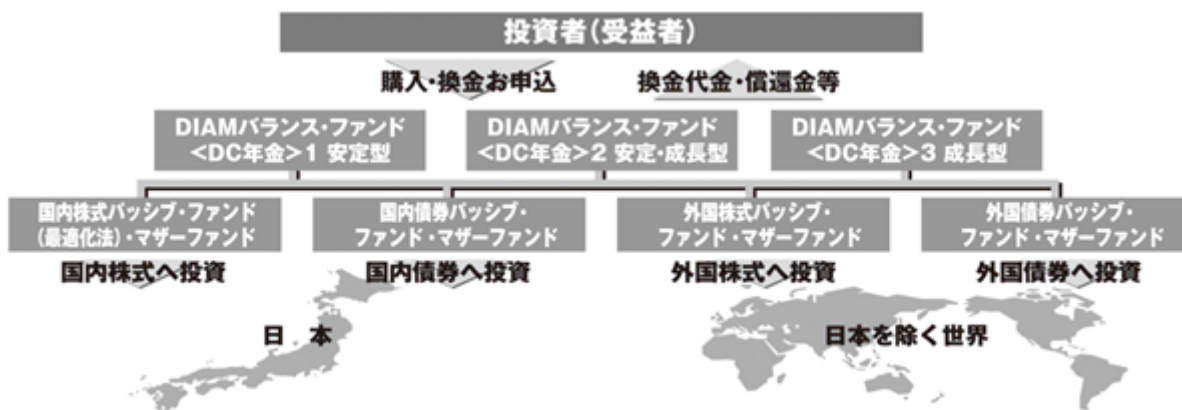 投資者(受益者)
購入・換金お申込
換金代金・償還金等
DIAMバランス・ファンド
<DC年金>1 安定型
DIAMバランス・ファンド
<DC年金>2 安定・成長型
DIAMバランス・ファンド
<DC年金>3 成長型
国内株式パッシブ・ファンド
(最適化法)・マザーファンド
国内債券パッシブ・
ファンド・マザーファンド
外国株式パッシブ・
ファンド・マザーファンド
外国債券パッシブ・
ファンド・マザーファンド
国内株式へ投資
国内債券へ投資
外国株式へ投資
外国債券へ投資
日 本
日本を除く世界